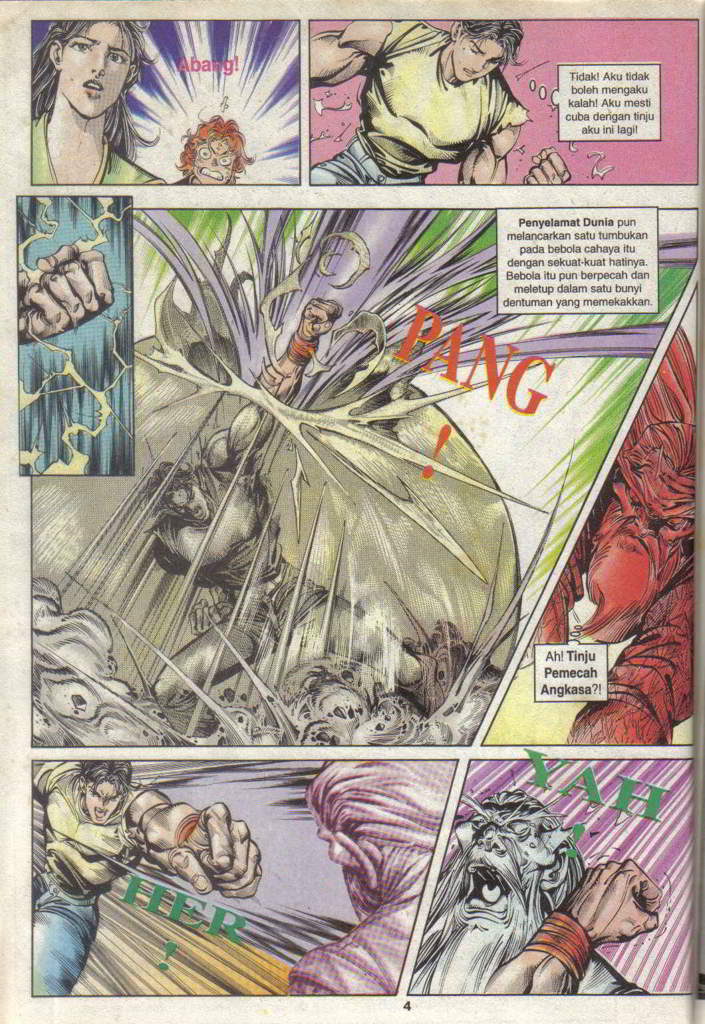 Abang!
Tidak! Aku tidak
boleh mengaku
kalah! Aku mesti
cuba dengan tinju
aku ini lagi!
Penyelamat Dunia pun
melancarkan satu tumbukan
pada bebola cahaya itu
dengan sekuat-kuat hatinya.
Bebola itu pun berpecah dan
meletup dalam satu bunyi
dentuman yang memekakkan.
PANG
!
Ah! Tinju
Pemecah
Angkasa?!
HER
!
YAH
!
4